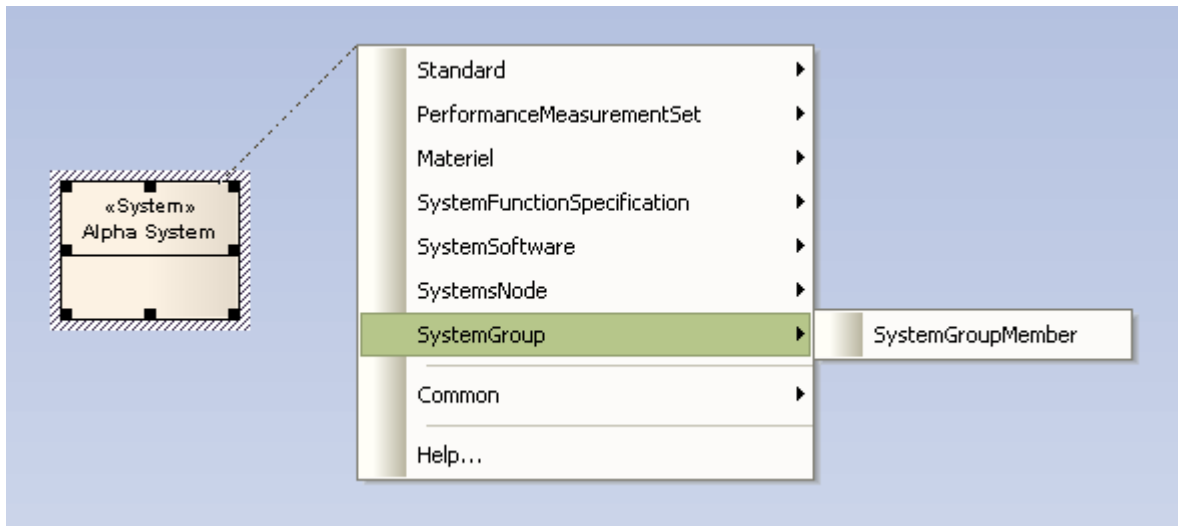 «System»
Alpha System
Standard
PerformanceMeasurementSet
Materiel
SystemFunctionSpecification
SystemSoftware
SystemsNode
SystemGroup
SystemGroupMember
Common
Help...